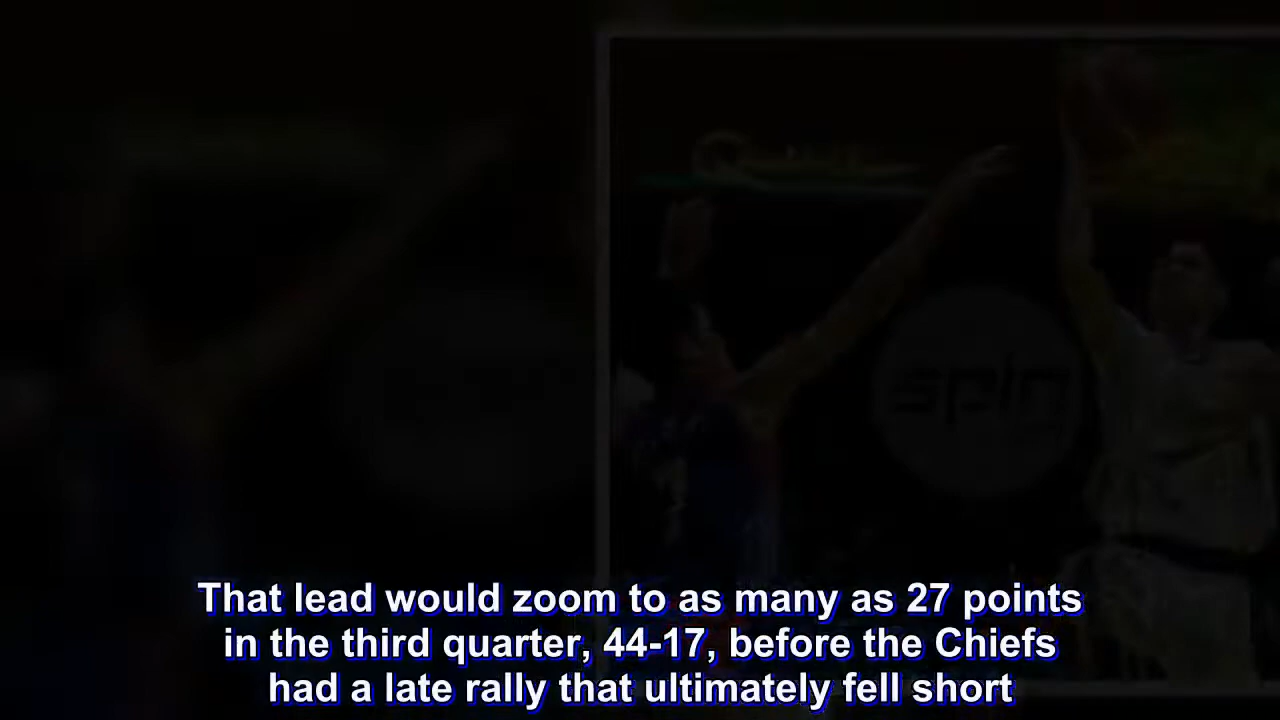 spin
That lead would zoom to as many as 27 points
in the third quarter, 44-17, before the Chiefs
had a late rally that ultimately fell short